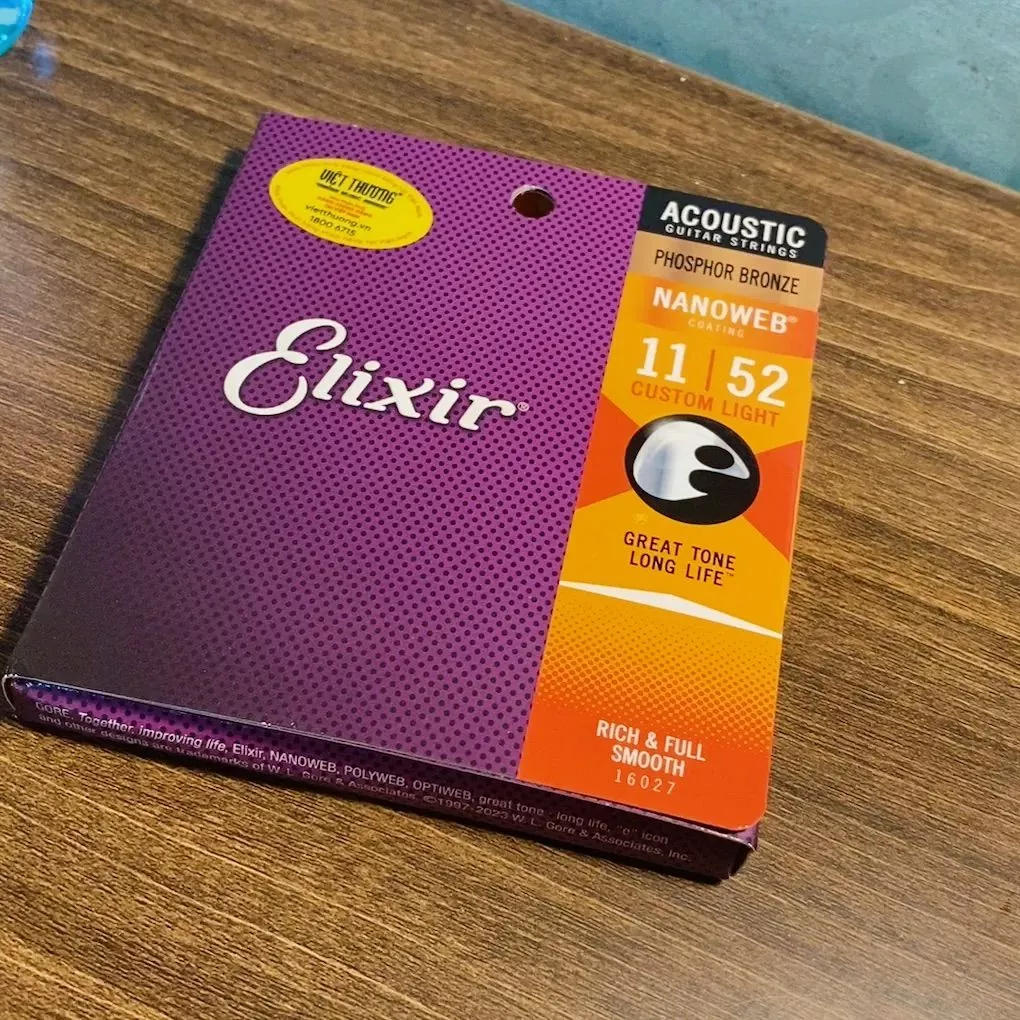 VIỆT THƯƠNG
vietthuong.vn
1800 6715
Elixir®
ACOUSTIC
GUITAR STRINGS
PHOSPHOR BRONZE
NANOWEB®
COATING
11 | 52
CUSTOM LIGHT
GREAT TONE
LONG LIFE™
RICH & FULL
SMOOTH
16027
GORE, Together, improving life, Elixir, NANOWEB, POLYWEB, OPTIWEB, great tone · long life, "e" icon
and other designs are trademarks of W. L. Gore & Associates. ©1997-2023 W. L. Gore & Associates, Inc.